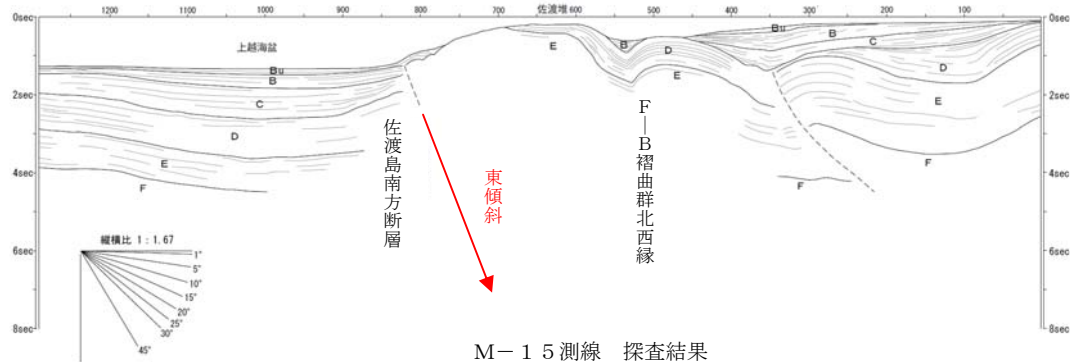 1200 1100 1000 900 800 700 佐渡堆 600 500 400 300 200 100
0sec 0sec
上越海盆
Bu
B
C
D
E
F
E
B
D
E
Bu
B
C
D
E
F
F
2sec 2sec
4sec 4sec
6sec 6sec
8sec 8sec
佐渡島南方断層
東傾斜
F―B褶曲群北西縁
縦横比 1：1.67
1°
5°
10°
15°
20°
25°
30°
45°
M－１５測線　探査結果